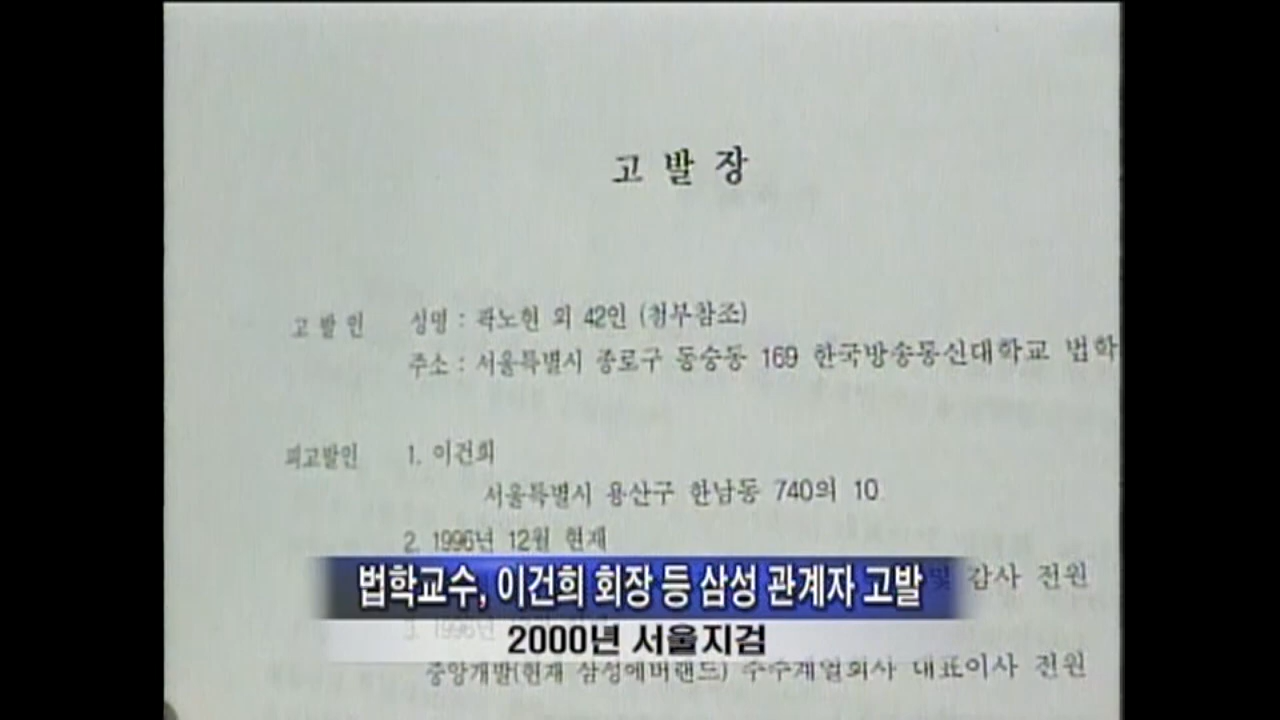 고 발 장
고 발 인 성명 : 곽노현 외 42인 (첨부참조)
주소 : 서울특별시 종로구 동숭동 169 한국방송통신대학교 법학
피고발인 1. 이건희
서울특별시 용산구 한남동 740의 10
2. 1996년 12월 현재
및 감사 전원
법학교수, 이건희 회장 등 삼성 관계자 고발
3. 1996년
2000년 서울지검
중앙개발(현재 삼성에버랜드) 주주계열회사 대표이사 전원